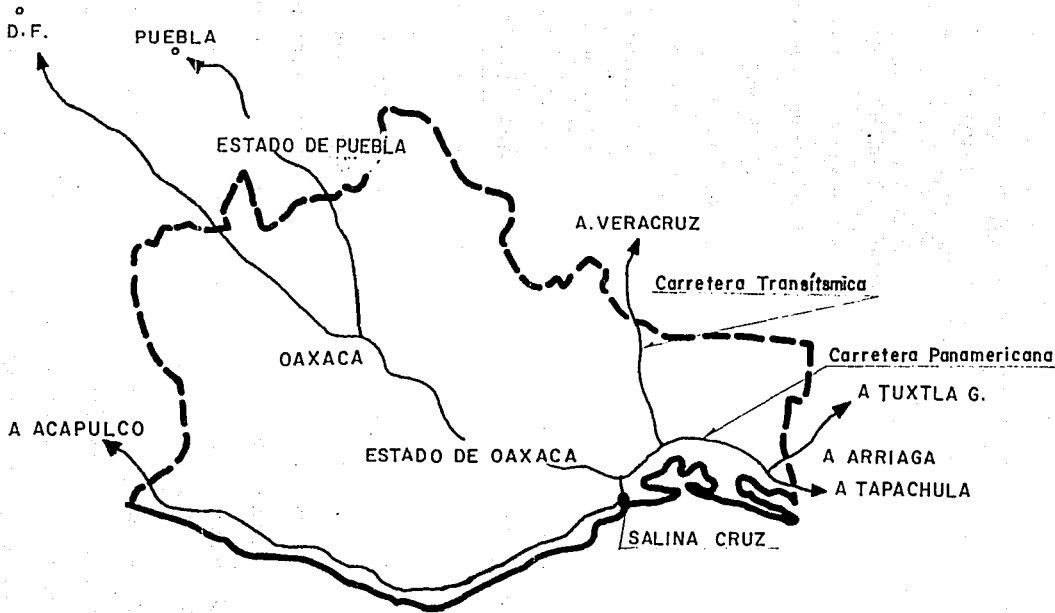 D.F.
PUEBLA
ESTADO DE PUEBLA
A.VERACRUZ
Carretera Transítsmica
OAXACA
Carretera Panamericana
A TUXTLA G.
A ACAPULCO
ESTADO DE OAXACA
A ARRIAGA
A TAPACHULA
SALINA CRUZ